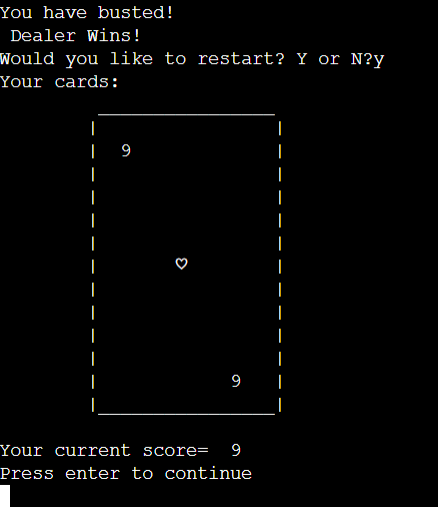 You have busted!
Dealer Wins!
Would you like to restart? Y or N?y
Your cards:
9
♡
9
Your current score=  9
Press enter to continue